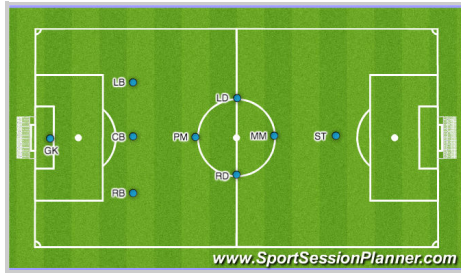 LB
LD
GK
CB
PM
MM
ST
RB
RD
www.SportSessionPlanner.com